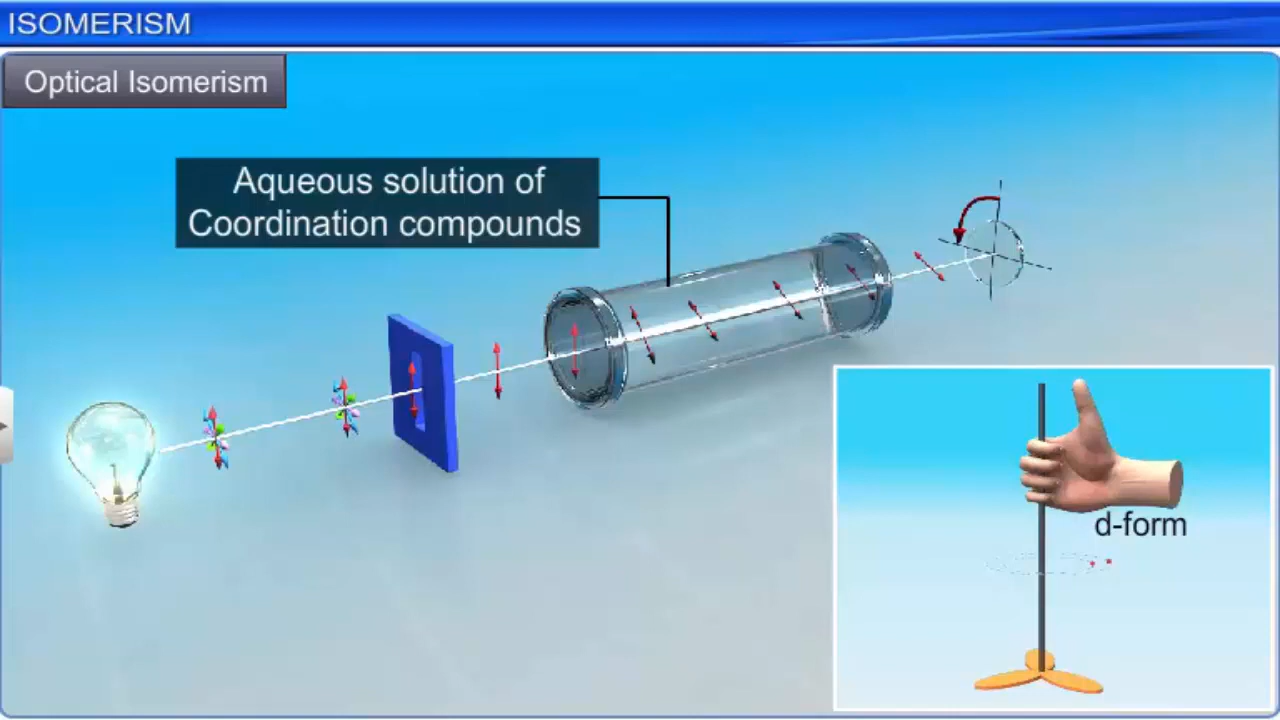 ISOMERISM
Optical Isomerism
Aqueous solution of
Coordination compounds
d-form